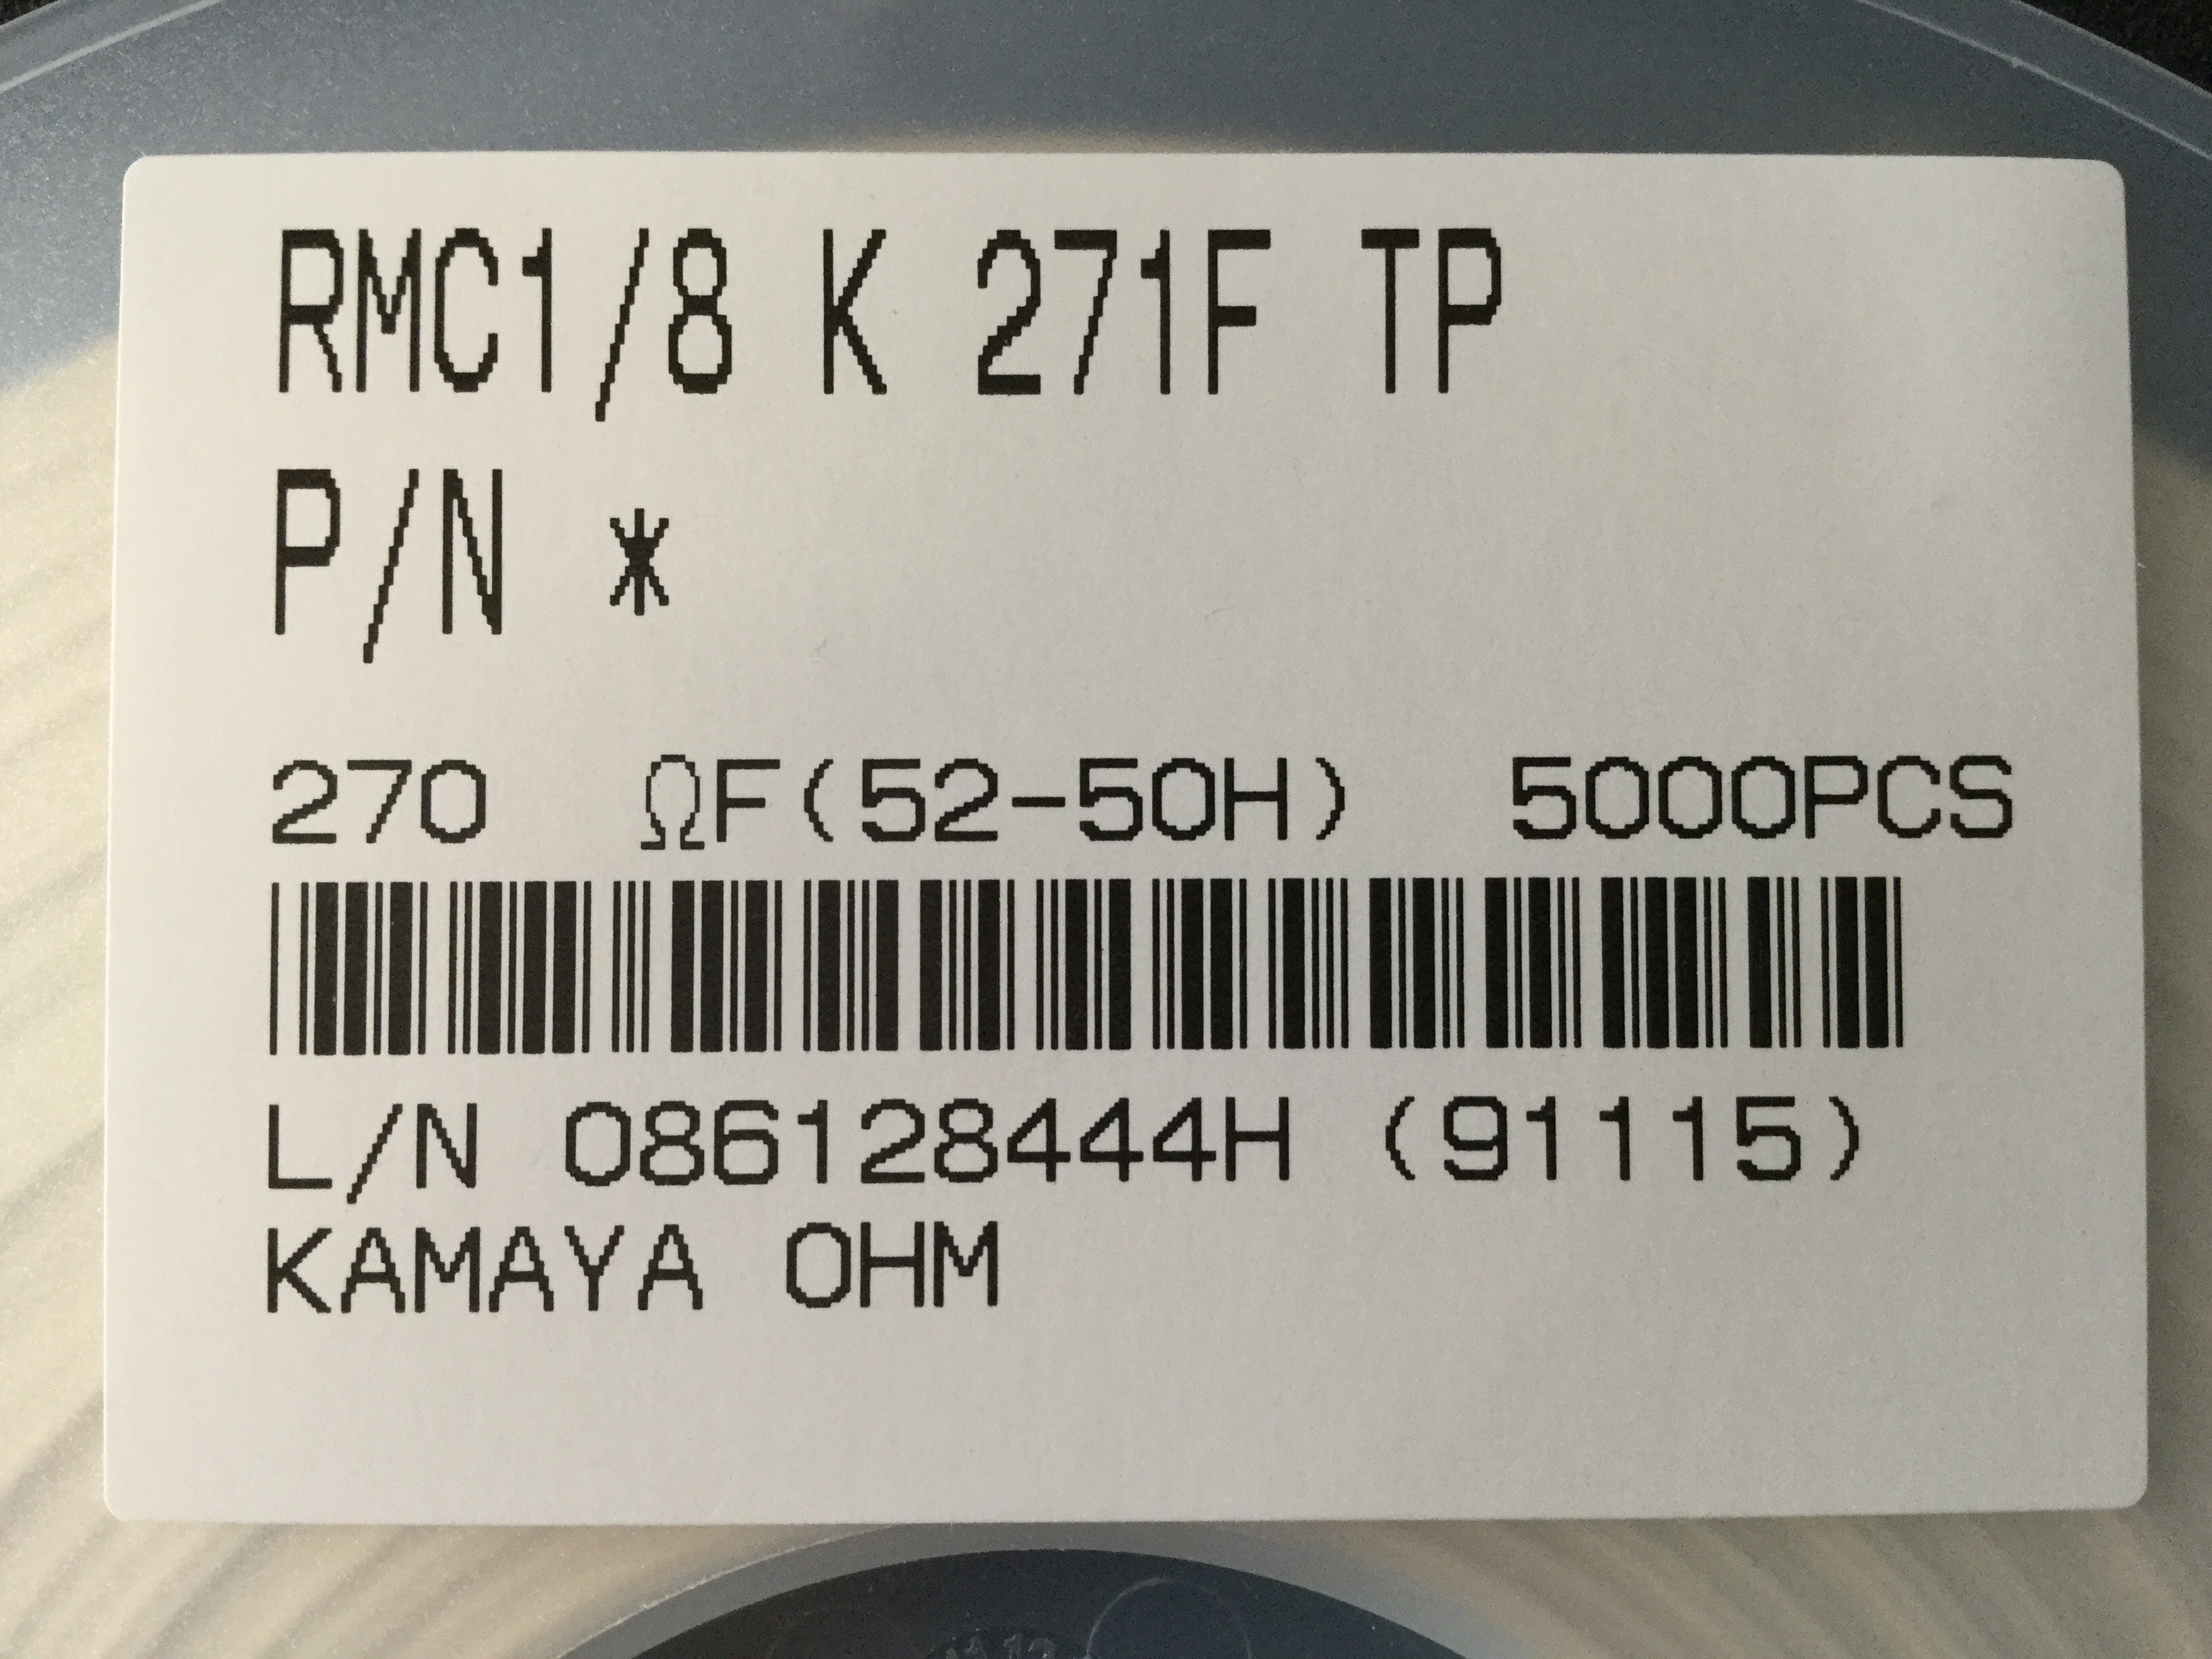 RMC1/8 K 271F TP
P/N *
270 ΩF(52-50H) 5000PCS
L/N 086128444H (91115)
KAMAYA OHM